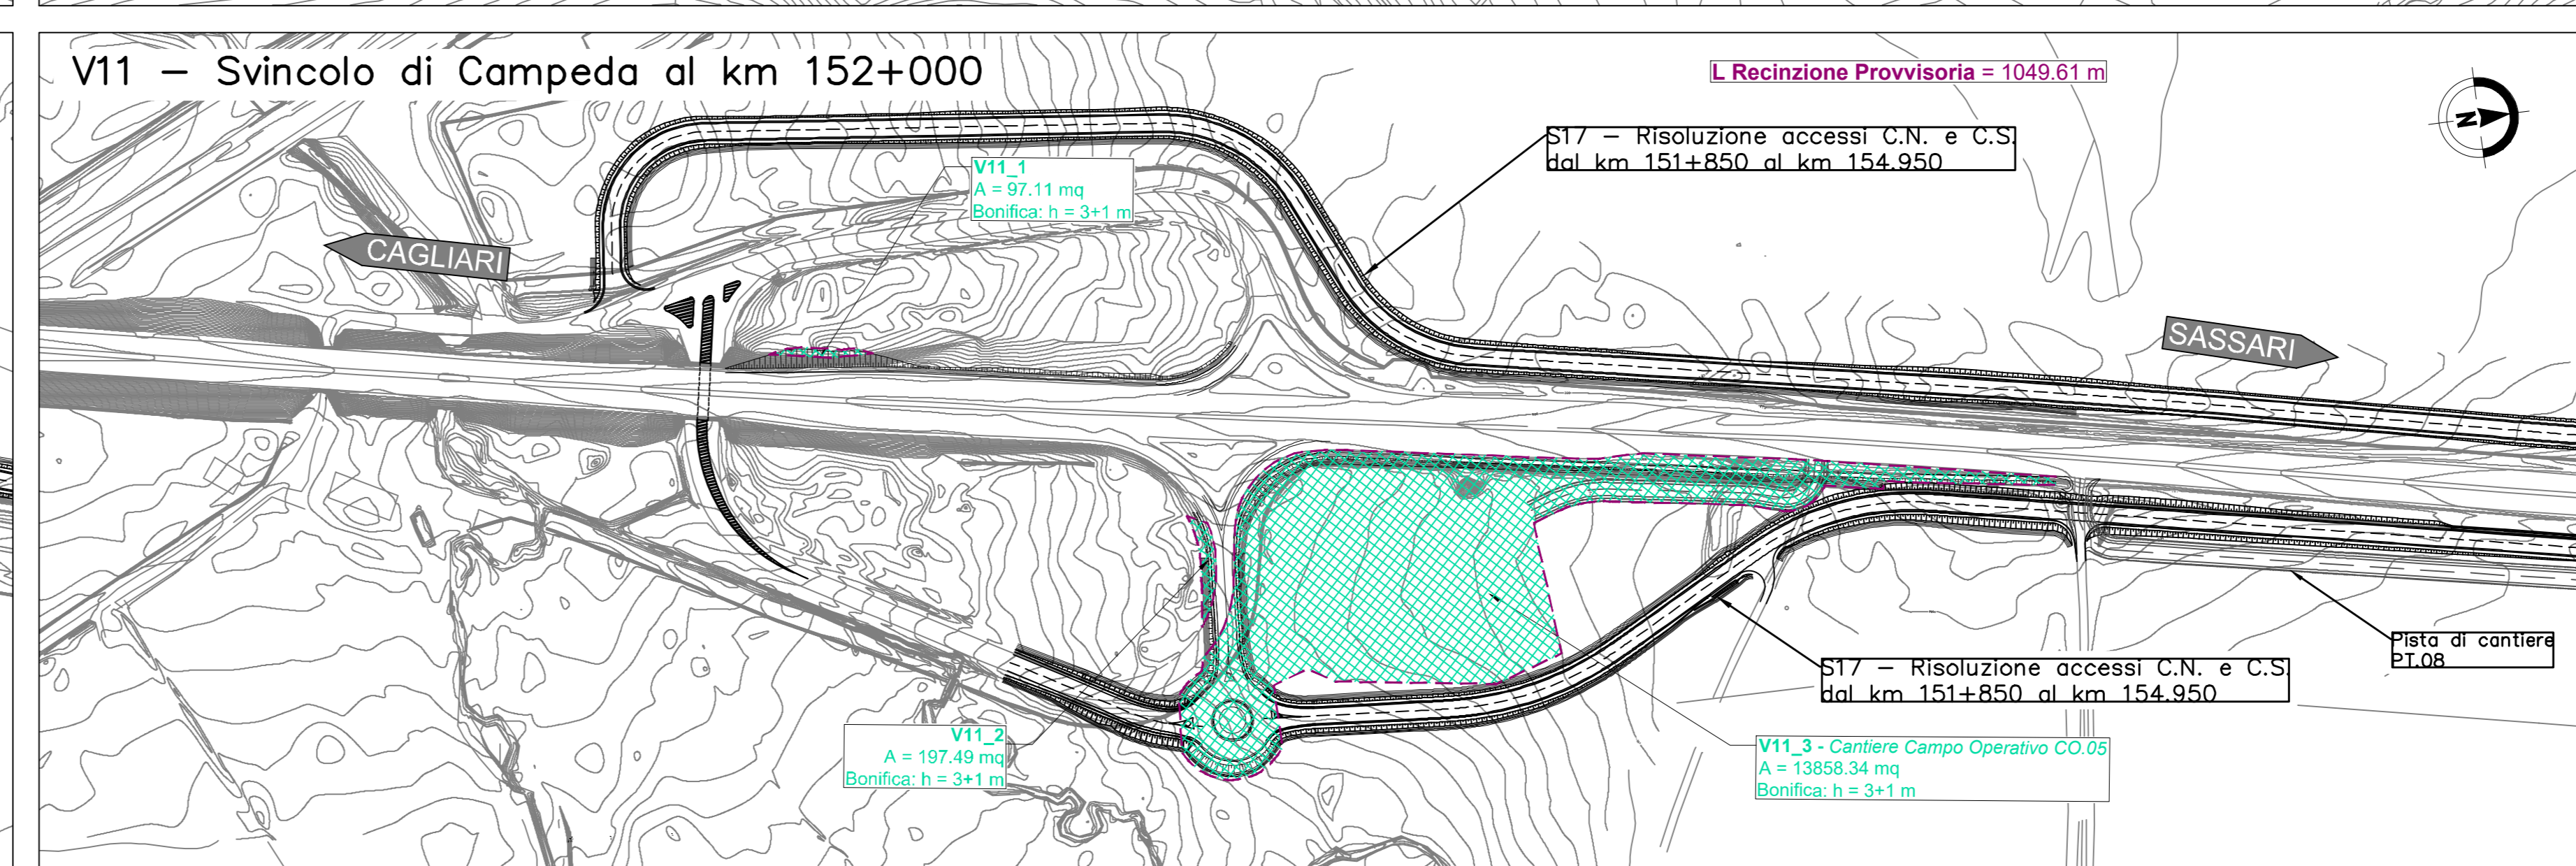 V11 – Svincolo di Campeda al km 152+000
L Recinzione Provvisoria = 1049.61 m
N
S17 – Risoluzione accessi C.N. e C.S.
dal km 151+850 al km 154.950
V11_1
A = 97.11 mq
Bonifica: h = 3+1 m
CAGLIARI
SASSARI
Pista di cantiere
PT.08
S17 – Risoluzione accessi C.N. e C.S.
dal km 151+850 al km 154.950
V11_2
A = 197.49 mq
Bonifica: h = 3+1 m
V11_3 - Cantiere Campo Operativo CO.05
A = 13858.34 mq
Bonifica: h = 3+1 m